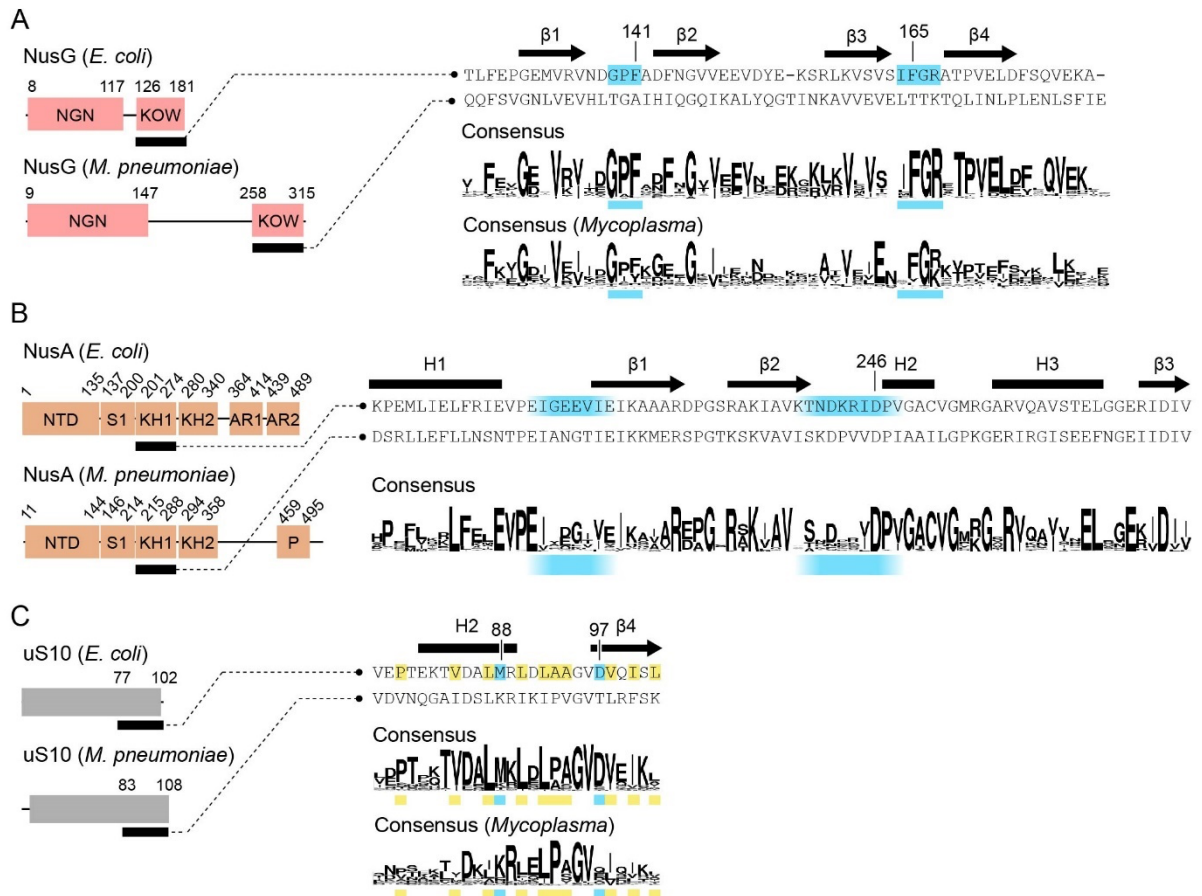 A
NusG (E. coli)
8 117 126 181
NGN KOW
NusG (M. pneumoniae)
9 147 258 315
NGN KOW
β1 141 β2 β3 165 β4
TLFEPGEMVRVNDGPFADFNGVVEEVDYE-KSRLKVSVSIFGRATPVELDFSQVEKA-
QQFSVGNLVEVHLTGAIHIQGQIKALYQGTINKAVVEVELTTKTQLINLPLENLSFIE
Consensus
Consensus (Mycoplasma)
B
NusA (E. coli)
1 135 137 200 201 274 280 340 364 414 439 489
NTD S1 KH1 KH2 AR1 AR2
NusA (M. pneumoniae)
11 144 146 214 215 288 294 358 459 495
NTD S1 KH1 KH2 P
H1 β1 β2 246 H2 H3 β3
KPEMLIELFRIEVPEIGEEVIEIKAAARDPGSRAKIAVKTNDKRIDPVGACVGMRGARVQAVSTELGGERIDIV
DSRLLEFLLNSNTPEIANGTIEIKKMERSPGTKSKVAVISKDPVVDPIAAILGPKGERIRGISEEFNGEIIDIV
Consensus
C
uS10 (E. coli)
77 102
uS10 (M. pneumoniae)
83 108
H2 88 97 β4
VEPTEKTVDALMRLDLAAGVDVQISL
VDVNQGAIDSLKRIKIPVGVTLRFSK
Consensus
Consensus (Mycoplasma)